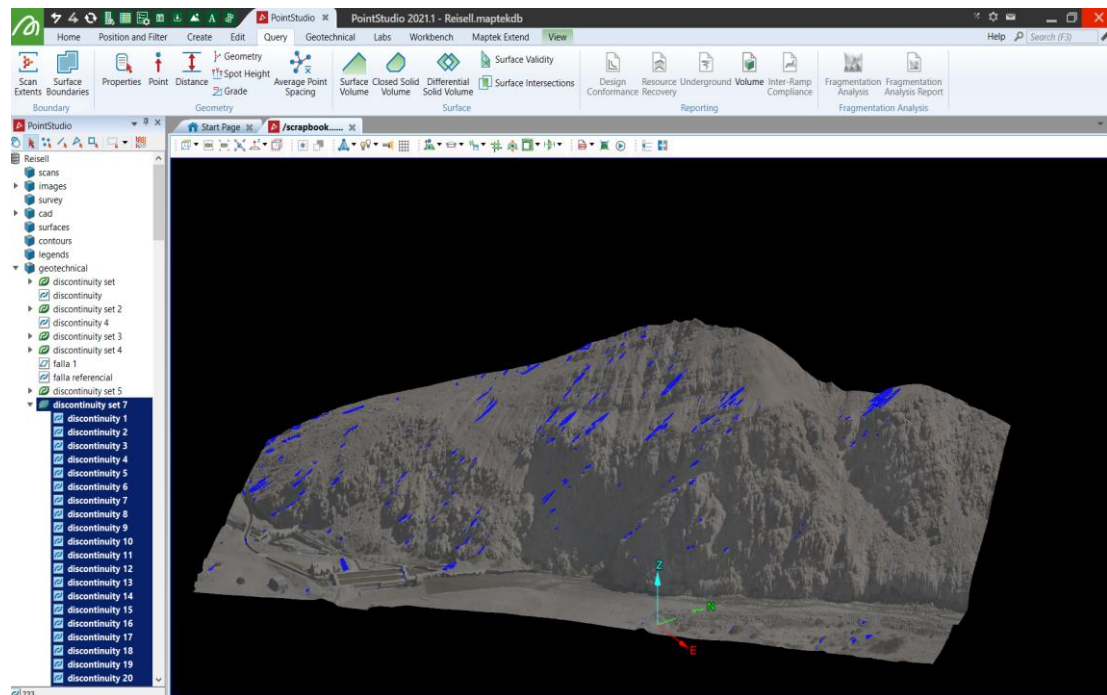 PointStudio
PointStudio 2021.1 - Reisell.maptekdb
Home
Position and Filter
Create
Edit
Query
Geotechnical
Labs
Workbench
Maptek Extend
View
Help
Search (F3)
Scan Extents
Surface Boundaries
Boundary
Properties
Point
Distance
Geometry
Spot Height
Grade
Average Point Spacing
Geometry
Surface Volume
Closed Solid Volume
Differential Solid Volume
Surface Validity
Surface Intersections
Surface
Design Conformance
Resource Recovery
Underground
Volume
Inter-Ramp Compliance
Reporting
Fragmentation Analysis
Fragmentation Analysis Report
Fragmentation Analysis
PointStudio
Start Page
/scrapbook......
Reisell
scans
images
survey
cad
surfaces
contours
legends
geotechnical
discontinuity set
discontinuity
discontinuity set 2
discontinuity 4
discontinuity set 3
discontinuity set 4
falla 1
falla referencial
discontinuity set 5
discontinuity set 7
discontinuity 1
discontinuity 2
discontinuity 3
discontinuity 4
discontinuity 5
discontinuity 6
discontinuity 7
discontinuity 8
discontinuity 9
discontinuity 10
discontinuity 11
discontinuity 12
discontinuity 13
discontinuity 14
discontinuity 15
discontinuity 16
discontinuity 17
discontinuity 18
discontinuity 19
discontinuity 20
233
Z
N
E